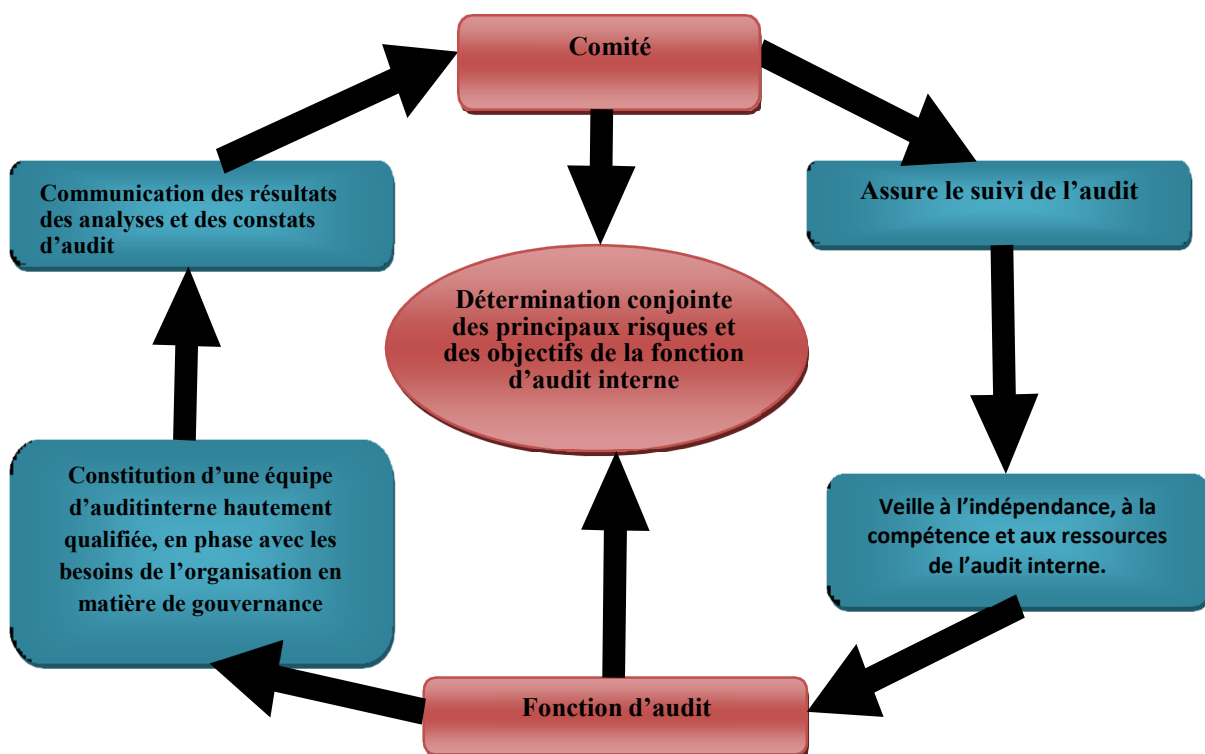 Comité
Communication des résultats
des analyses et des constats
d’audit
Assure le suivi de l’audit
Détermination conjointe
des principaux risques et
des objectifs de la fonction
d’audit interne
Constitution d’une équipe
d’auditinterne hautement
qualifiée, en phase avec les
besoins de l’organisation en
matière de gouvernance
Veille à l’indépendance, à la
compétence et aux ressources
de l’audit interne.
Fonction d’audit